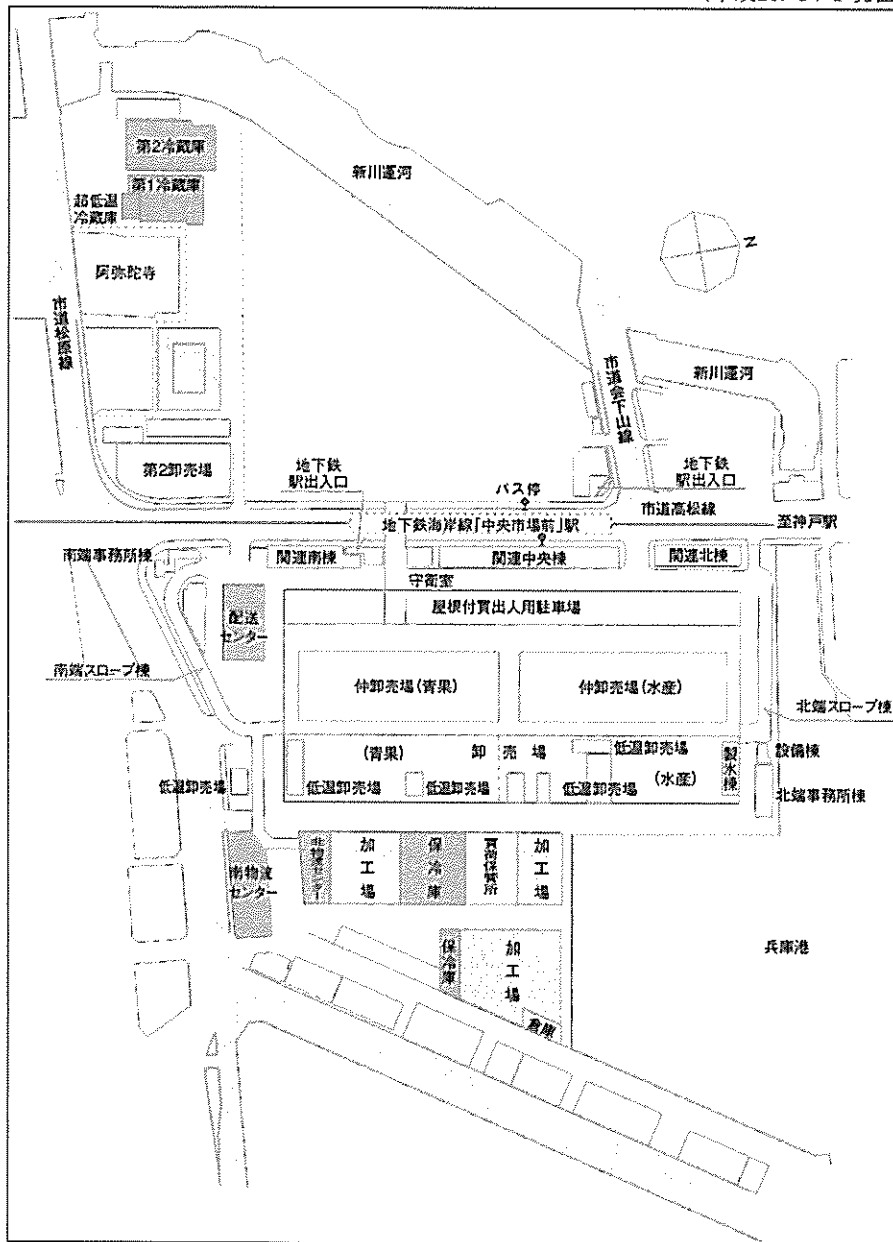 第2冷蔵庫
第1冷蔵庫
超低温
冷蔵庫
新川運河
N
阿弥陀寺
市道松原線
市道会下山線
新川運河
第2卸売場
地下鉄
駅出入口
バス停
地下鉄
駅出入口
市道高松線
地下鉄海岸線「中央市場前」駅
至神戸駅
南端事務所棟
関連南棟
関連中央棟
関連北棟
守衛室
配送
センター
屋根付買出人用駐車場
南端スロープ棟
仲卸売場(青果)
仲卸売場(水産)
北端スロープ棟
(青果)
卸売場
低温卸売場
製氷棟
設備棟
低温卸売場
低温卸売場
低温卸売場
低温卸売場
(水産)
北端事務所棟
南物流
センター
北物流センター
加工場
保冷庫
買荷保管所
加工場
保冷庫
加工場
倉庫
兵庫港